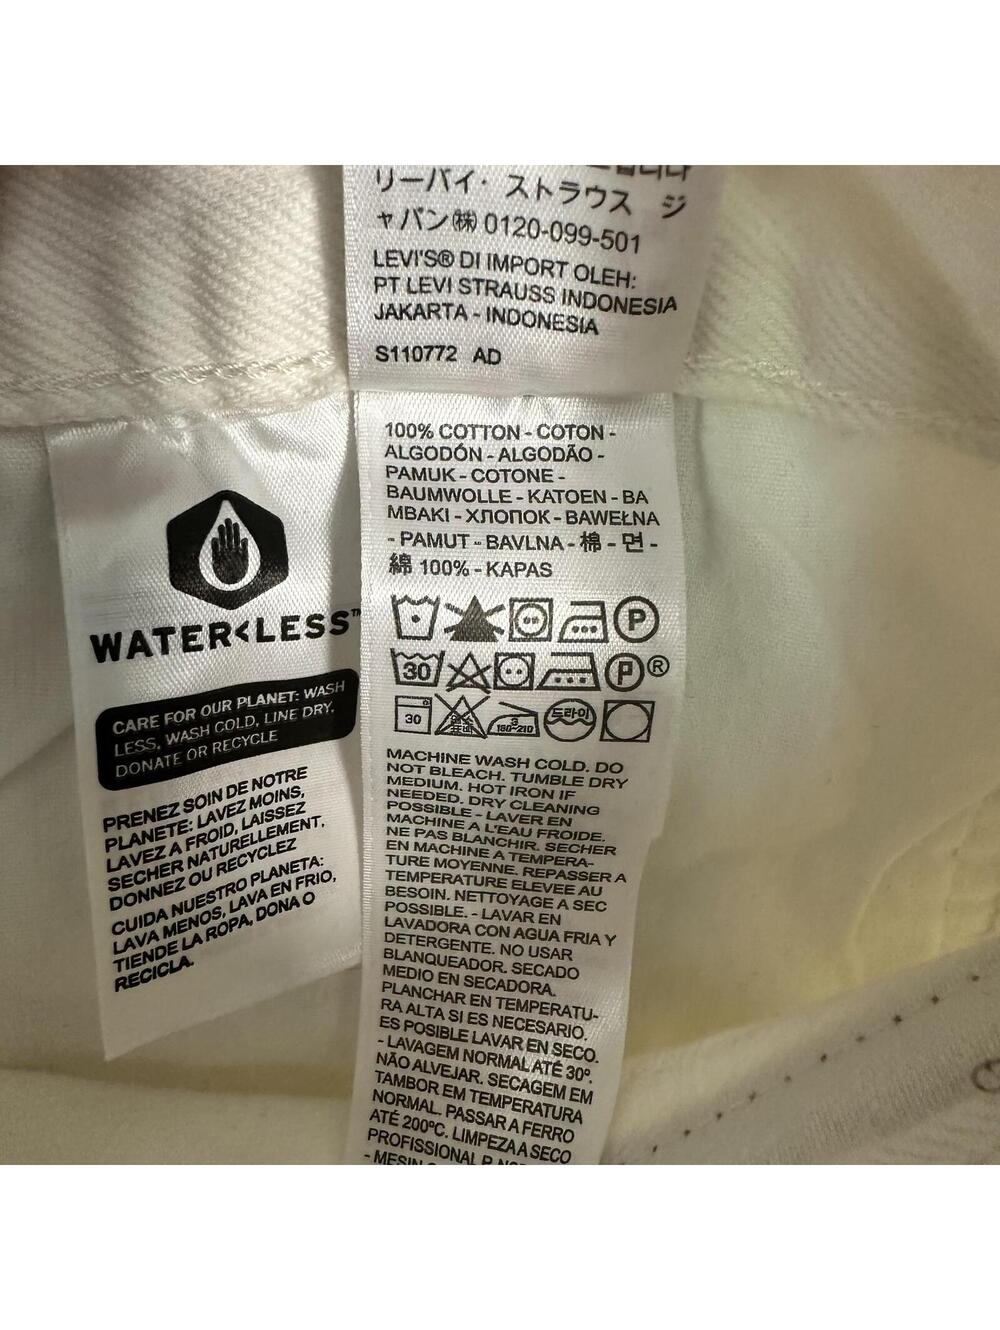 リーバイ・ストラウス ジ
ャパン㈱ 0120-099-501
LEVI'S® DI IMPORT OLEH:
PT LEVI STRAUSS INDONESIA
JAKARTA - INDONESIA
S110772 AD
WATER<LESS™
CARE FOR OUR PLANET: WASH
LESS, WASH COLD, LINE DRY,
DONATE OR RECYCLE
PRENEZ SOIN DE NOTRE
PLANETE: LAVEZ MOINS,
LAVEZ A FROID, LAISSEZ
SECHER NATURELLEMENT,
DONNEZ OU RECYCLEZ
CUIDA NUESTRO PLANETA:
LAVA MENOS, LAVA EN FRIO,
TIENDE LA ROPA, DONA O
RECICLA.
100% COTTON - COTON -
ALGODÓN - ALGODÃO -
PAMUK - COTONE -
BAUMWOLLE - KATOEN - BA
MBAKI - ХЛОПОК - BAWEŁNA
- PAMUT - BAVLNA - 棉 - 면 -
綿 100% - KAPAS
P
30 P ®
30 3 180~210 드라이
MACHINE WASH COLD. DO
NOT BLEACH. TUMBLE DRY
MEDIUM. HOT IRON IF
NEEDED. DRY CLEANING
POSSIBLE - LAVER EN
MACHINE A L'EAU FROIDE.
NE PAS BLANCHIR. SECHER
EN MACHINE A TEMPERA-
TURE MOYENNE. REPASSER A
TEMPERATURE ELEVEE AU
BESOIN. NETTOYAGE A SEC
POSSIBLE. - LAVAR EN
LAVADORA CON AGUA FRIA Y
DETERGENTE. NO USAR
BLANQUEADOR. SECADO
MEDIO EN SECADORA.
PLANCHAR EN TEMPERATU-
RA ALTA SI ES NECESARIO.
ES POSIBLE LAVAR EN SECO.
- LAVAGEM NORMAL ATÉ 30º.
NÃO ALVEJAR. SECAGEM EM
TAMBOR EM TEMPERATURA
NORMAL. PASSAR A FERRO
ATÉ 200ºC. LIMPEZA A SECO
PROFISSIONAL